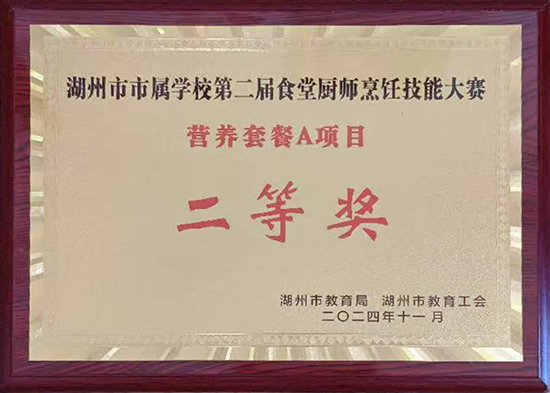 湖州市市属学校第二届食堂厨师烹饪技能大赛
营养套餐A项目
二等奖
湖州市教育局 湖州市教育工会
二〇二四年十一月